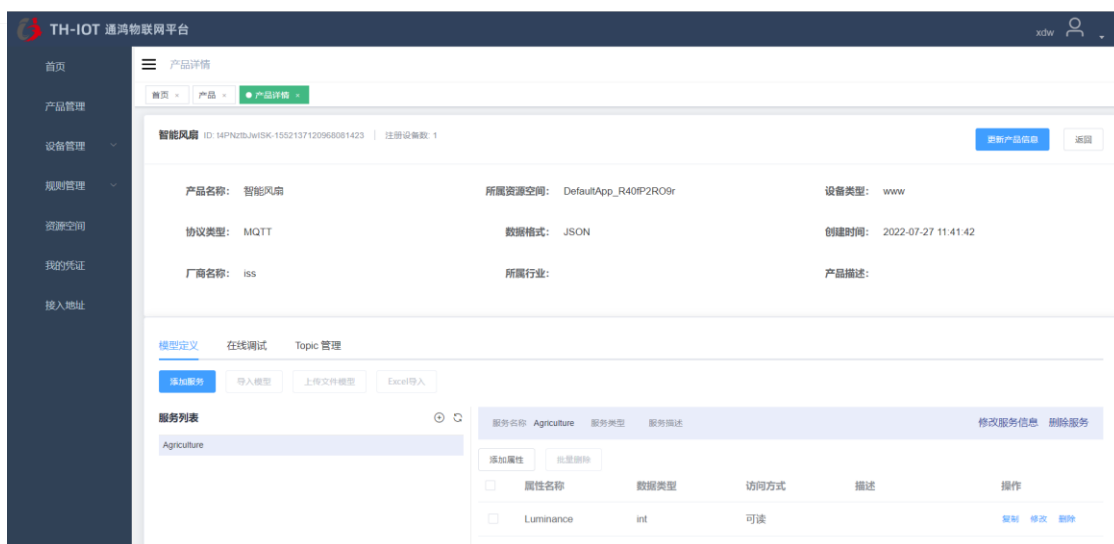 TH-IOT 通鸿物联网平台
xdw
首页
产品管理
设备管理
规则管理
资源空间
我的凭证
接入地址
产品详情
首页 × 产品 × ● 产品详情 ×
智能风扇 ID: I4PNztbJwISK-1552137120968081423 | 注册设备数: 1
更新产品信息 返回
产品名称: 智能风扇 所属资源空间: DefaultApp_R40fP2RO9r 设备类型: www
协议类型: MQTT 数据格式: JSON 创建时间: 2022-07-27 11:41:42
厂商名称: iss 所属行业: 产品描述:
模型定义 在线调试 Topic 管理
添加服务 导入模型 上传文件模型 Excel导入
服务列表
Agriculture
服务名称 Agriculture 服务类型 服务描述 修改服务信息 删除服务
添加属性 批量删除
属性名称 数据类型 访问方式 描述 操作
Luminance int 可读 复制 修改 删除